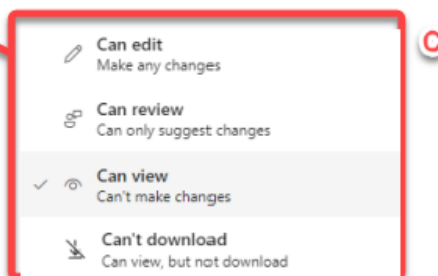 Can edit
Make any changes
Can review
Can only suggest changes
Can view
Can't make changes
Can't download
Can view, but not download